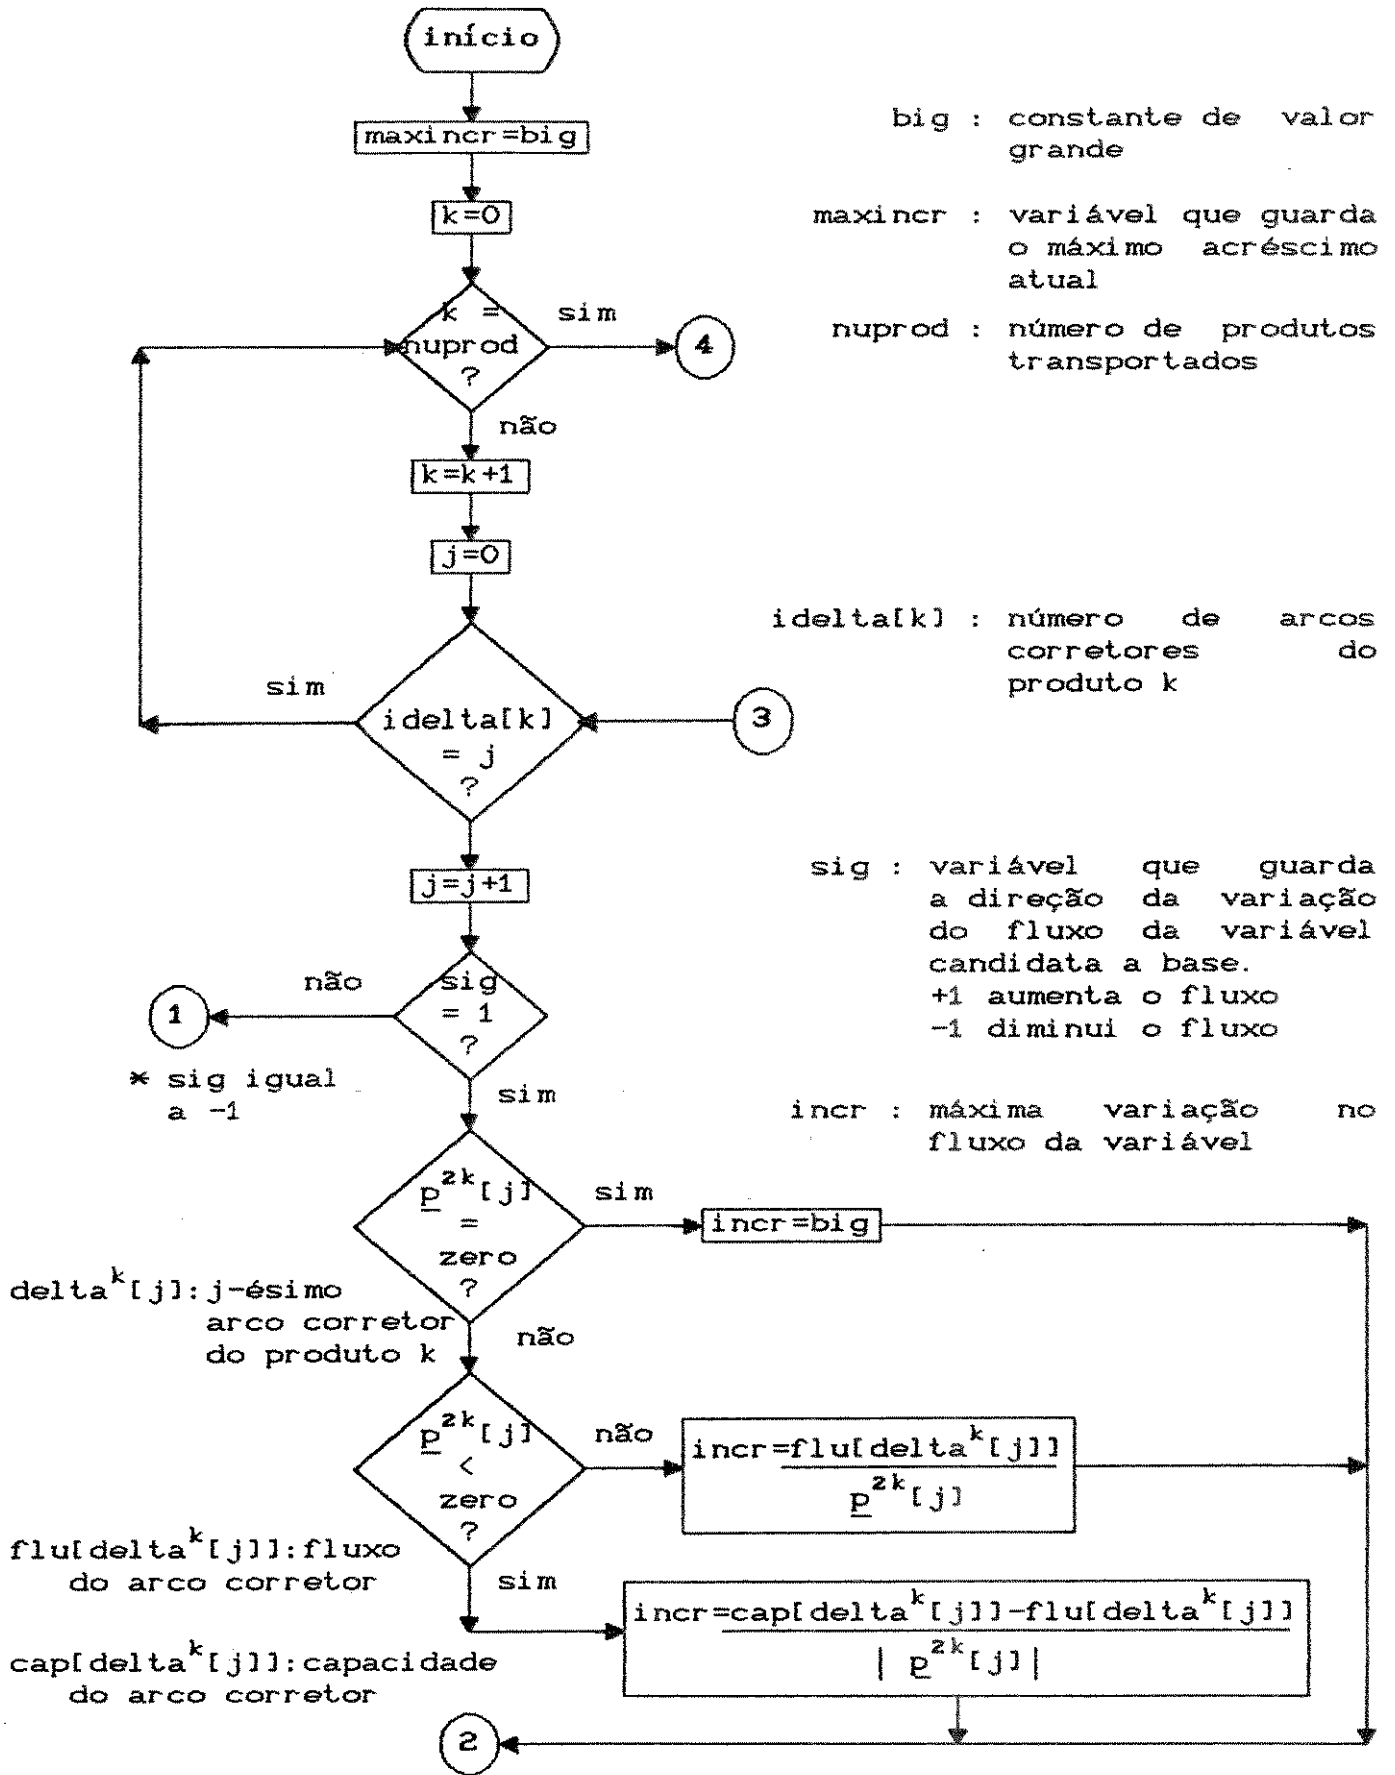 início
maxincr=big
big : constante de valor
grande
k=0
maxincr : variável que guarda
o máximo acréscimo
atual
k =
nuprod
?
sim
4
nuprod : número de produtos
transportados
não
k=k+1
j=0
idelta[k] : número de arcos
corretores do
produto k
sim
idelta[k]
= j
?
3
j=j+1
sig : variável que guarda
a direção da variação
do fluxo da variável
candidata a base.
+1 aumenta o fluxo
-1 diminui o fluxo
não
sig
= 1
?
1
* sig igual
a -1
sim
incr : máxima variação no
fluxo da variável
p^2k[j]
=
zero
?
sim
incr=big
delta^k[j]:j-ésimo
arco corretor
do produto k
não
p^2k[j]
<
zero
?
não
incr=flu[delta^k[j]]
p^2k[j]
flu[delta^k[j]]:fluxo
do arco corretor
sim
incr=cap[delta^k[j]]-flu[delta^k[j]]
| p^2k[j]|
cap[delta^k[j]]:capacidade
do arco corretor
2